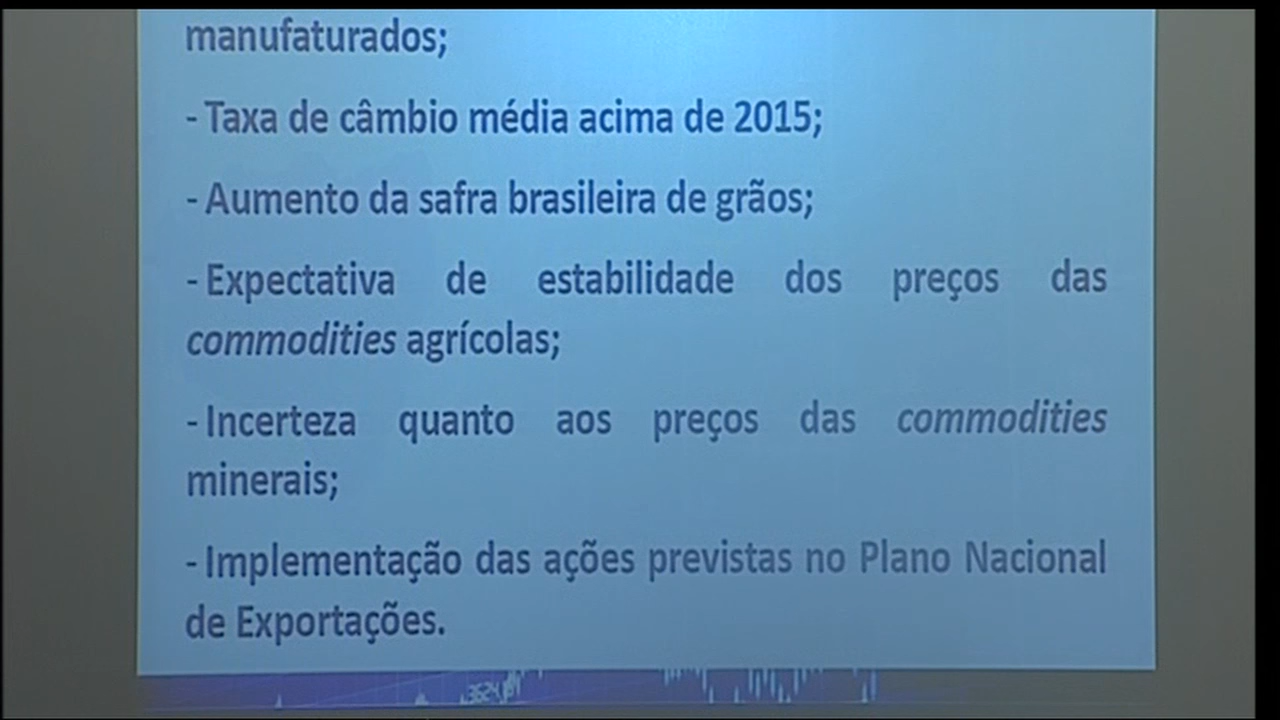 manufaturados;
- Taxa de câmbio média acima de 2015;
- Aumento da safra brasileira de grãos;
- Expectativa de estabilidade dos preços das
commodities agrícolas;
- Incerteza quanto aos preços das commodities
minerais;
- Implementação das ações previstas no Plano Nacional
de Exportações.